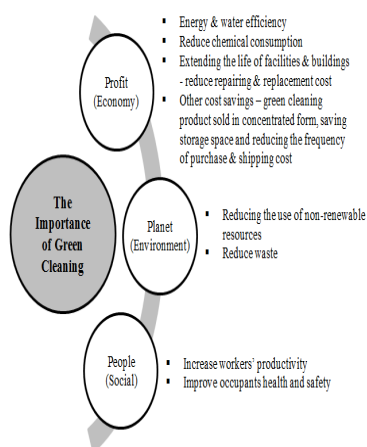 The
Importance
of Green
Cleaning
Profit
(Economy)
▪ Energy & water efficiency
▪ Reduce chemical consumption
▪ Extending the life of facilities & buildings
- reduce repairing & replacement cost
▪ Other cost savings – green cleaning
product sold in concentrated form, saving
storage space and reducing the frequency
of purchase & shipping cost
Planet
(Environment)
▪ Reducing the use of non-renewable
resources
▪ Reduce waste
People
(Social)
▪ Increase workers' productivity
▪ Improve occupants health and safety